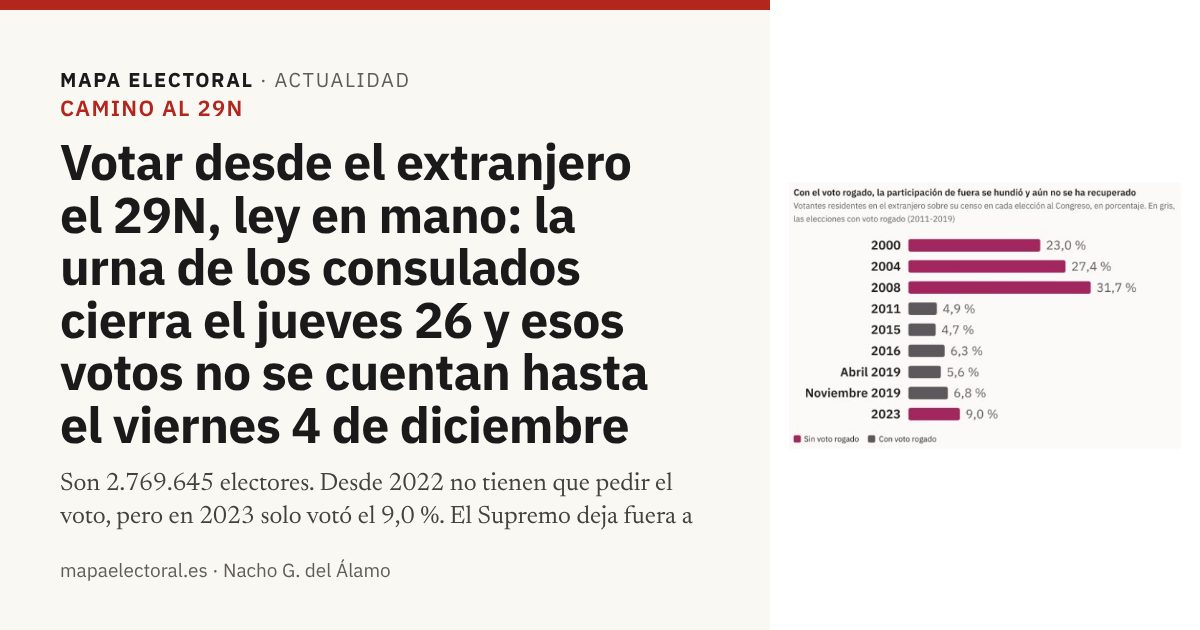 MAPA ELECTORAL · ACTUALIDAD
CAMINO AL 29N
Votar desde el extranjero
el 29N, ley en mano: la
urna de los consulados
cierra el jueves 26 y esos
votos no se cuentan hasta
el viernes 4 de diciembre
Son 2.769.645 electores. Desde 2022 no tienen que pedir el
voto, pero en 2023 solo votó el 9,0 %. El Supremo deja fuera a
mapaelectoral.es · Nacho G. del Álamo
Con el voto rogado, la participación de fuera se hundió y aún no se ha recuperado
Votantes residentes en el extranjero sobre su censo en cada elección al Congreso, en porcentaje. En gris,
las elecciones con voto rogado (2011-2019)
2000 23,0 %
2004 27,4 %
2008 31,7 %
2011 4,9 %
2015 4,7 %
2016 6,3 %
Abril 2019 5,6 %
Noviembre 2019 6,8 %
2023 9,0 %
Sin voto rogado Con voto rogado